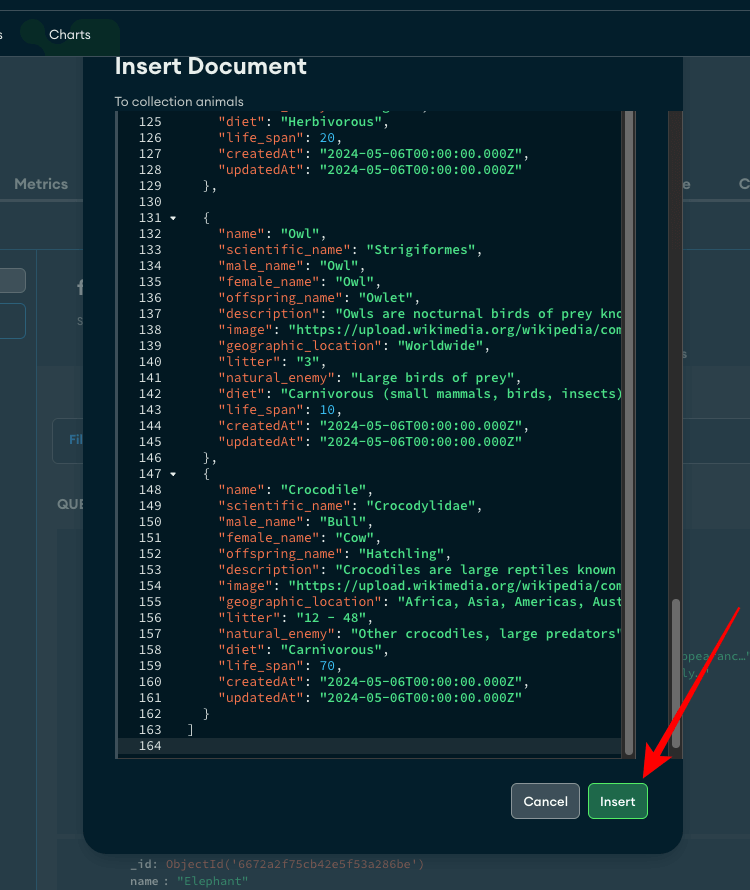 Charts
Insert Document
To collection animals
Metrics
125 "diet": "Herbivorous",
126 "life_span": 20,
127 "createdAt": "2024-05-06T00:00:00.000Z",
128 "updatedAt": "2024-05-06T00:00:00.000Z"
129 },
130
131 {
132 "name": "Owl",
133 "scientific_name": "Strigiformes",
134 "male_name": "Owl",
135 "female_name": "Owl",
136 "offspring_name": "Owlet",
137 "description": "Owls are nocturnal birds of prey kno
138 "image": "https://upload.wikimedia.org/wikipedia/com
139 "geographic_location": "Worldwide",
140 "litter": "3",
141 "natural_enemy": "Large birds of prey",
142 "diet": "Carnivorous (small mammals, birds, insects)
143 "life_span": 10,
144 "createdAt": "2024-05-06T00:00:00.000Z",
145 "updatedAt": "2024-05-06T00:00:00.000Z"
146 },
147 {
148 "name": "Crocodile",
149 "scientific_name": "Crocodylidae",
150 "male_name": "Bull",
151 "female_name": "Cow",
152 "offspring_name": "Hatchling",
153 "description": "Crocodiles are large reptiles known
154 "image": "https://upload.wikimedia.org/wikipedia/com
155 "geographic_location": "Africa, Asia, Americas, Aust
156 "litter": "12 - 48",
157 "natural_enemy": "Other crocodiles, large predators"
158 "diet": "Carnivorous",
159 "life_span": 70,
160 "createdAt": "2024-05-06T00:00:00.000Z",
161 "updatedAt": "2024-05-06T00:00:00.000Z"
162 }
163 ]
164
Fil
QUE
Cancel
Insert
_id: ObjectId('6672a2f75cb42e5f53a286be')
name : "Elephant"